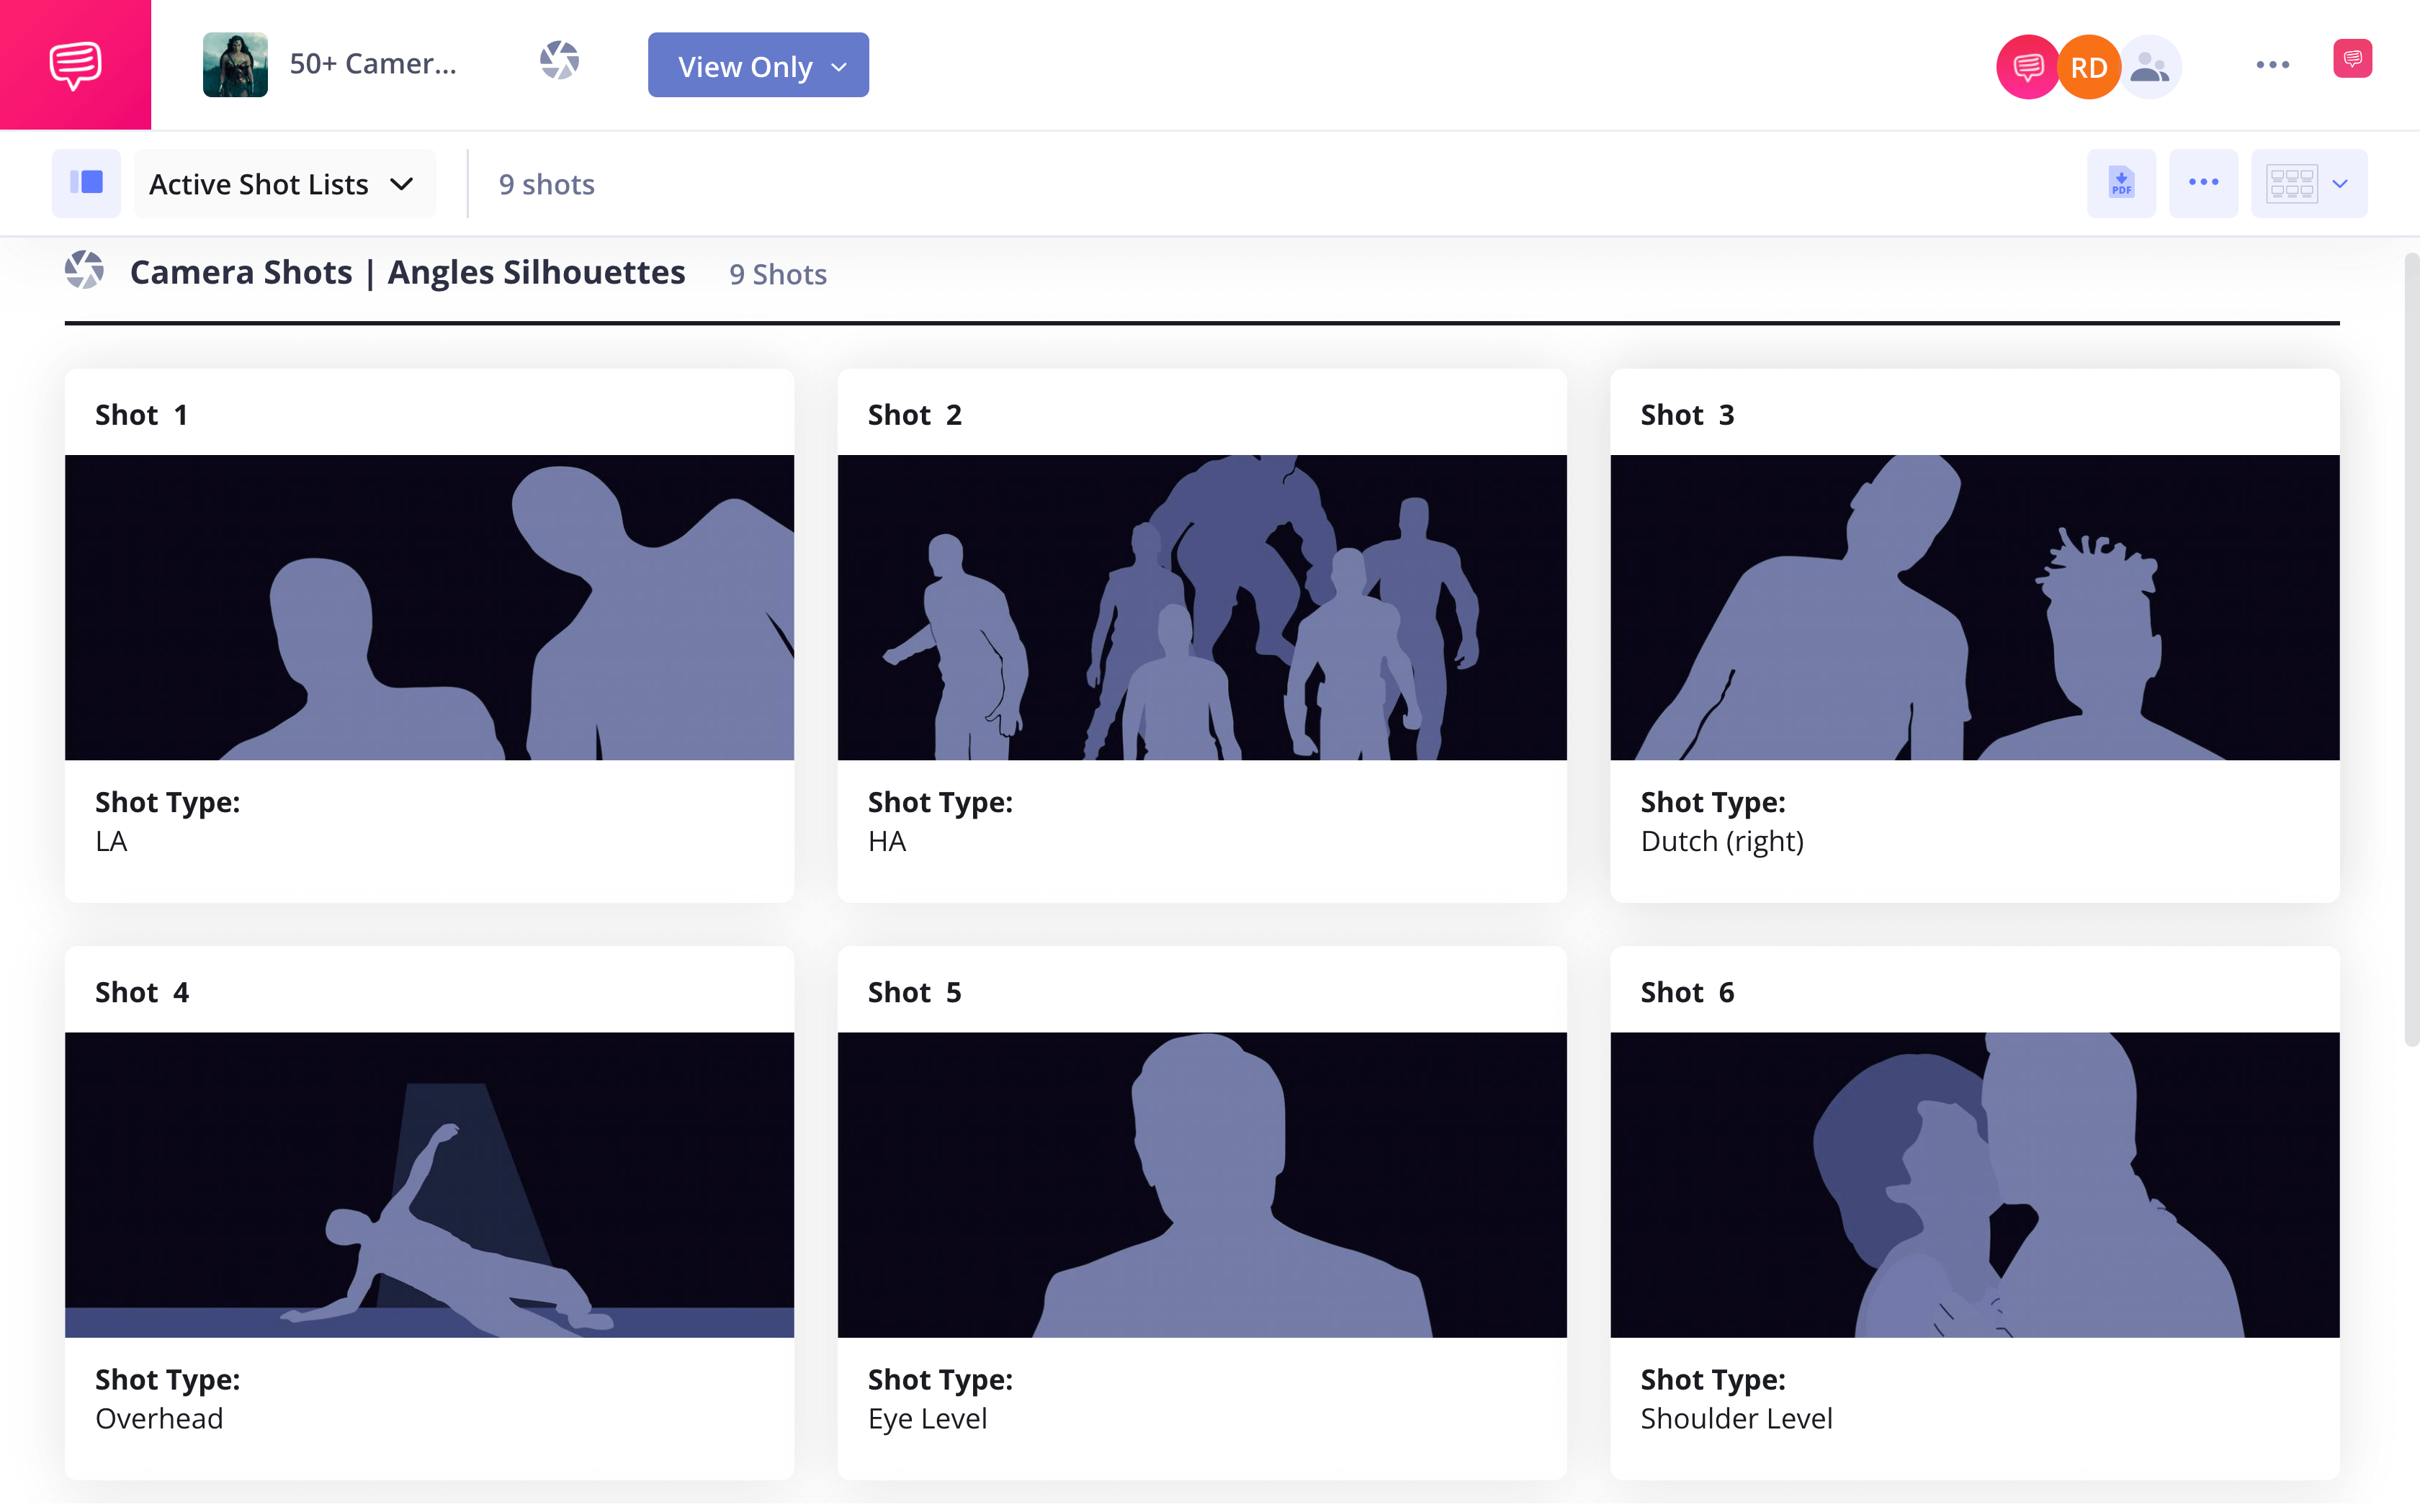 50+ Camer...
View Only
RD
Active Shot Lists
9 shots
PDF
Camera Shots | Angles Silhouettes 9 Shots
Shot 1
Shot 2
Shot 3
Shot Type:
LA
Shot Type:
HA
Shot Type:
Dutch (right)
Shot 4
Shot 5
Shot 6
Shot Type:
Overhead
Shot Type:
Eye Level
Shot Type:
Shoulder Level